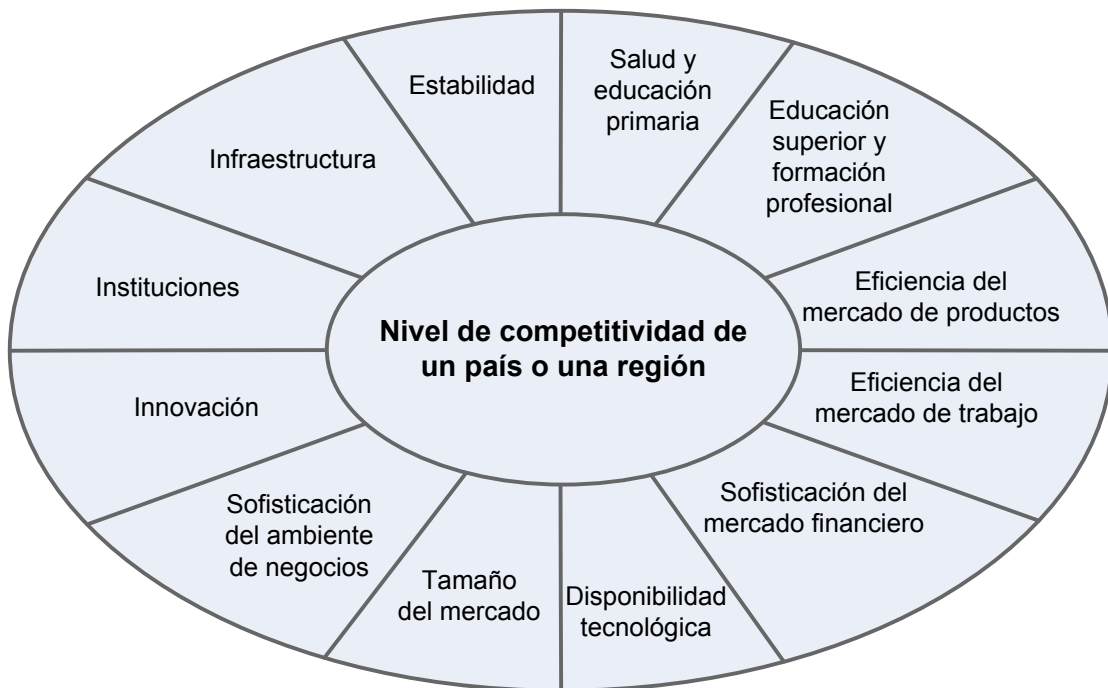 Estabilidad
Salud y
educación
primaria
Educación
superior y
formación
profesional
Eficiencia del
mercado de productos
Eficiencia del
mercado de trabajo
Sofisticación del
mercado financiero
Disponibilidad
tecnológica
Tamaño
del mercado
Sofisticación
del ambiente
de negocios
Innovación
Instituciones
Infraestructura
Nivel de competitividad de
un país o una región